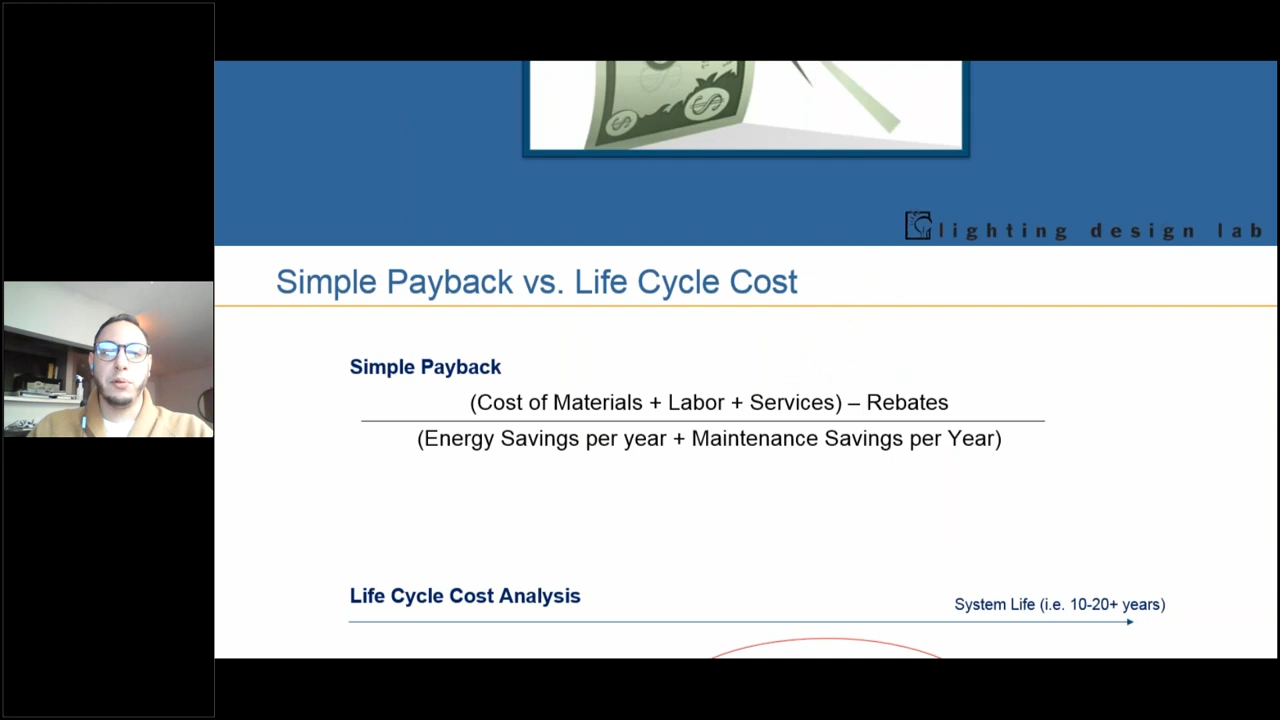 lighting design lab
Simple Payback vs. Life Cycle Cost
Simple Payback
(Cost of Materials + Labor + Services) – Rebates
(Energy Savings per year + Maintenance Savings per Year)
Life Cycle Cost Analysis
System Life (i.e. 10-20+ years)